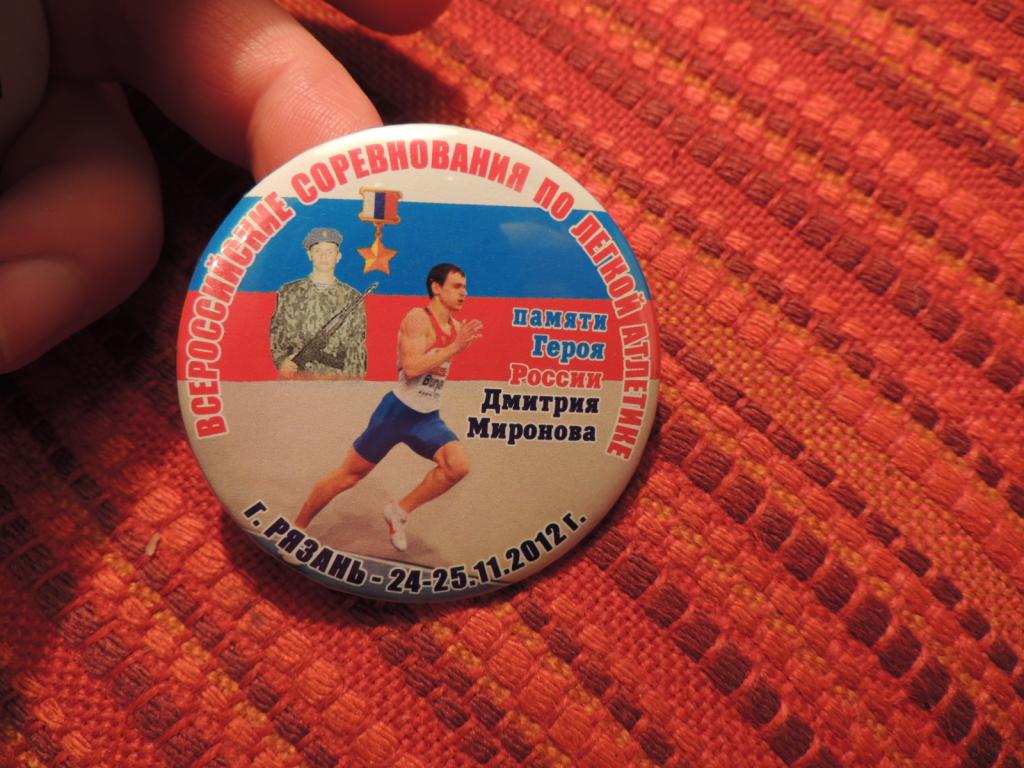 ВСЕРОССИЙСКИЕ СОРЕВНОВАНИЯ ПО ЛЕГКОЙ АТЛЕТИКЕ
памяти
Героя
России
Дмитрия
Миронова
г. РЯЗАНЬ - 24-25.11.2012 г.